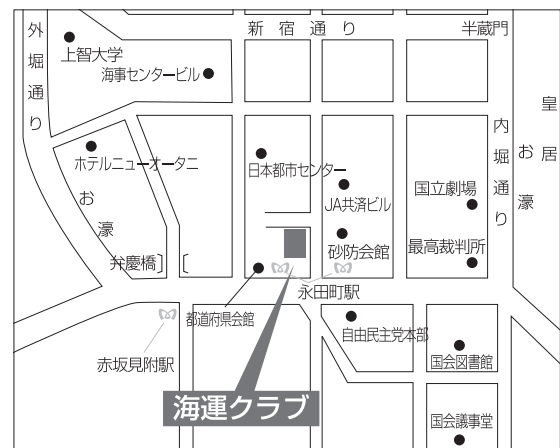 新宿通り
半蔵門
外堀通り
上智大学
海事センタービル
皇居
お濠
内堀通り
ホテルニューオータニ
日本都市センター
JA共済ビル
国立劇場
お濠
砂防会館
最高裁判所
弁慶橋
永田町駅
都道府県会館
自由民主党本部
赤坂見附駅
国会図書館
海運クラブ
国会議事堂